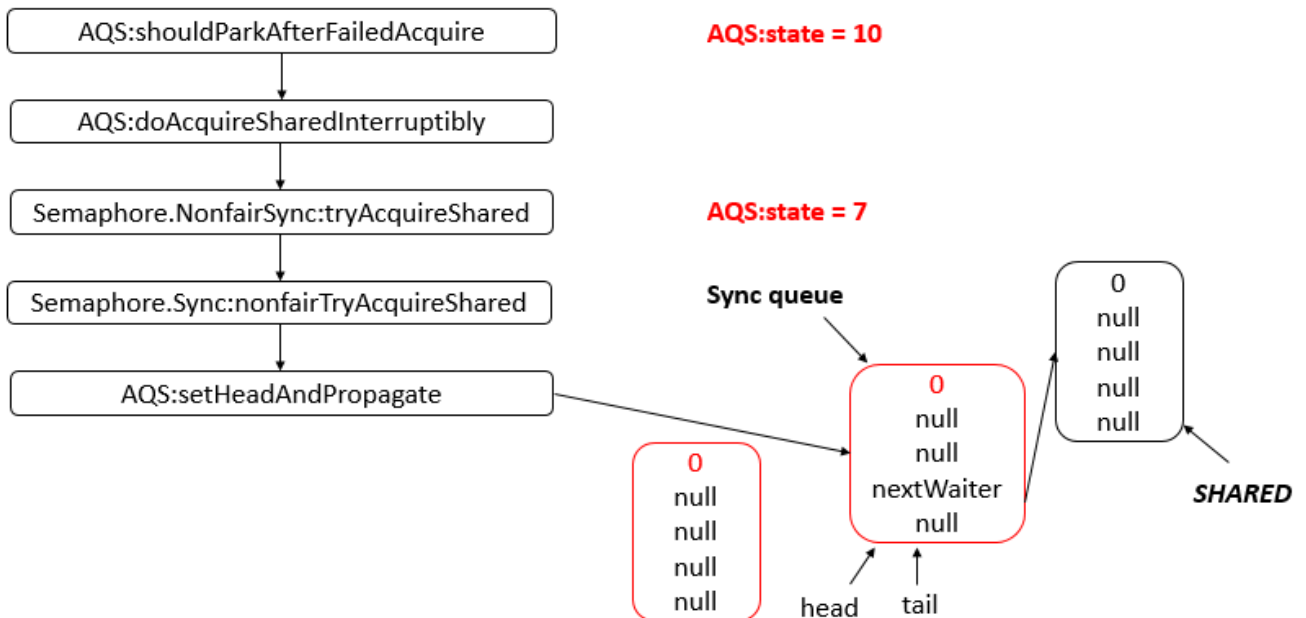 AQS:shouldParkAfterFailedAcquire
AQS:state = 10
AQS:doAcquireSharedInterruptibly
Semaphore.NonfairSync:tryAcquireShared
AQS:state = 7
Semaphore.Sync:nonfairTryAcquireShared
Sync queue
AQS:setHeadAndPropagate
0
null
null
null
null
0
null
null
nextWaiter
null
0
null
null
null
null
SHARED
head
tail